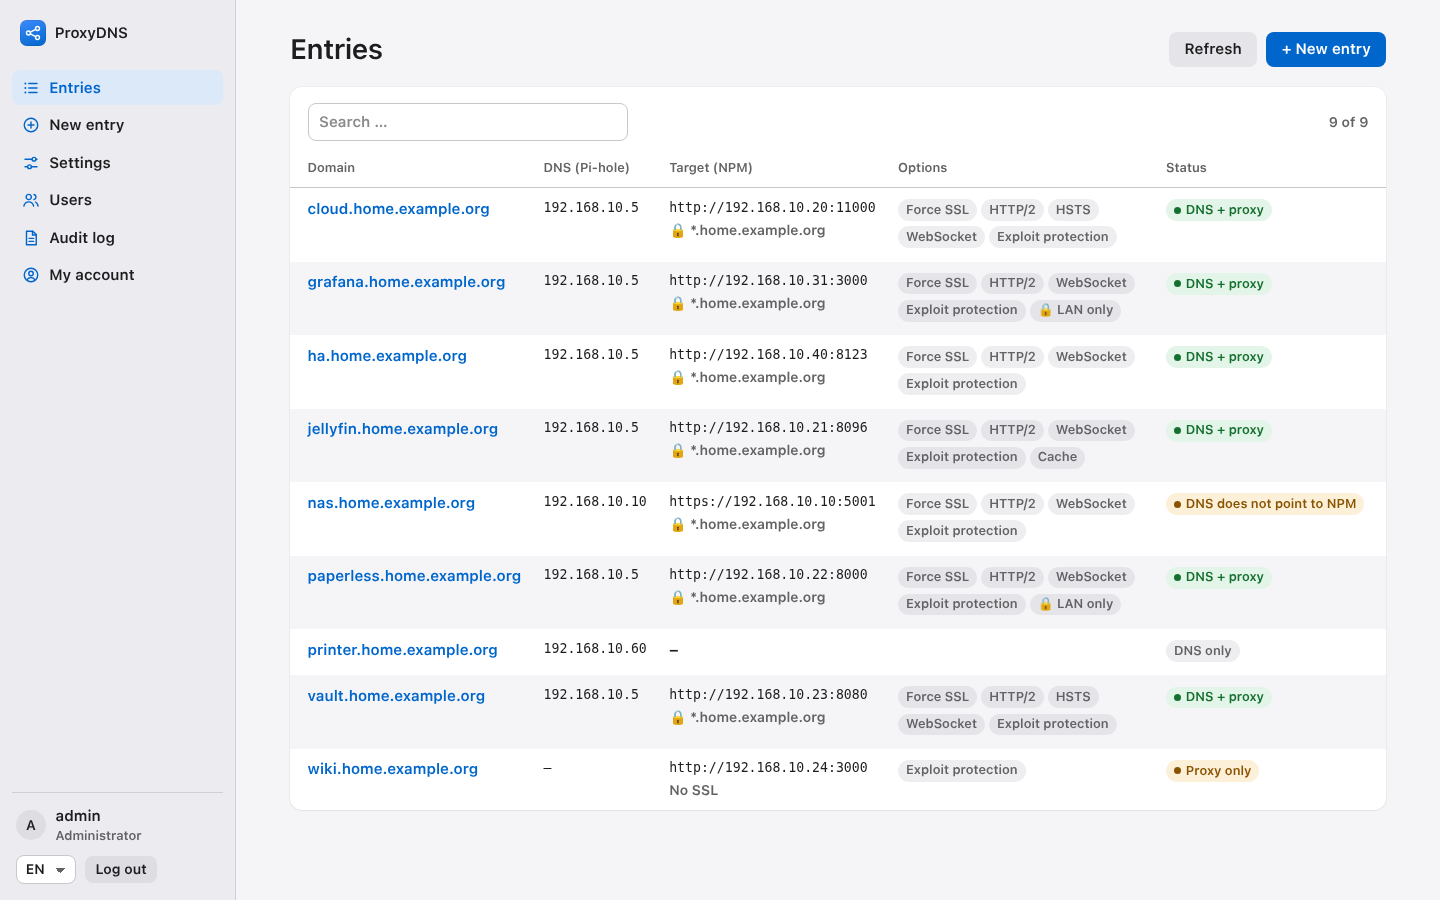 ProxyDNS
Entries
New entry
Settings
Users
Audit log
My account
A
admin
Administrator
EN
Log out
Entries
Refresh
+ New entry
Search ...
9 of 9
Domain DNS (Pi-hole) Target (NPM) Options Status
cloud.home.example.org 192.168.10.5 http://192.168.10.20:11000 Force SSL HTTP/2 HSTS DNS + proxy
🔒 *.home.example.org WebSocket Exploit protection
grafana.home.example.org 192.168.10.5 http://192.168.10.31:3000 Force SSL HTTP/2 WebSocket DNS + proxy
🔒 *.home.example.org Exploit protection 🔒 LAN only
ha.home.example.org 192.168.10.5 http://192.168.10.40:8123 Force SSL HTTP/2 WebSocket DNS + proxy
🔒 *.home.example.org Exploit protection
jellyfin.home.example.org 192.168.10.5 http://192.168.10.21:8096 Force SSL HTTP/2 WebSocket DNS + proxy
🔒 *.home.example.org Exploit protection Cache
nas.home.example.org 192.168.10.10 https://192.168.10.10:5001 Force SSL HTTP/2 WebSocket DNS does not point to NPM
🔒 *.home.example.org Exploit protection
paperless.home.example.org 192.168.10.5 http://192.168.10.22:8000 Force SSL HTTP/2 WebSocket DNS + proxy
🔒 *.home.example.org Exploit protection 🔒 LAN only
printer.home.example.org 192.168.10.60 – DNS only
vault.home.example.org 192.168.10.5 http://192.168.10.23:8080 Force SSL HTTP/2 HSTS DNS + proxy
🔒 *.home.example.org WebSocket Exploit protection
wiki.home.example.org – http://192.168.10.24:3000 Exploit protection Proxy only
No SSL